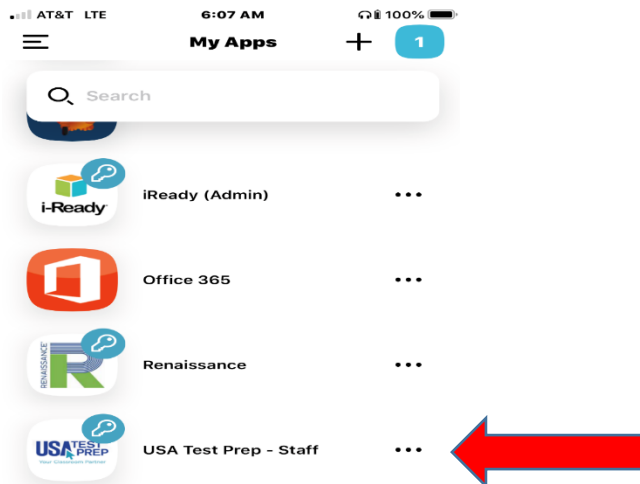 AT&T LTE 6:07 AM 100%
My Apps + 1
Search
i-Ready
iReady (Admin)
Office 365
RENAISSANCE
R
Renaissance
USA TEST PREP
Your Classroom Partner
USA Test Prep - Staff